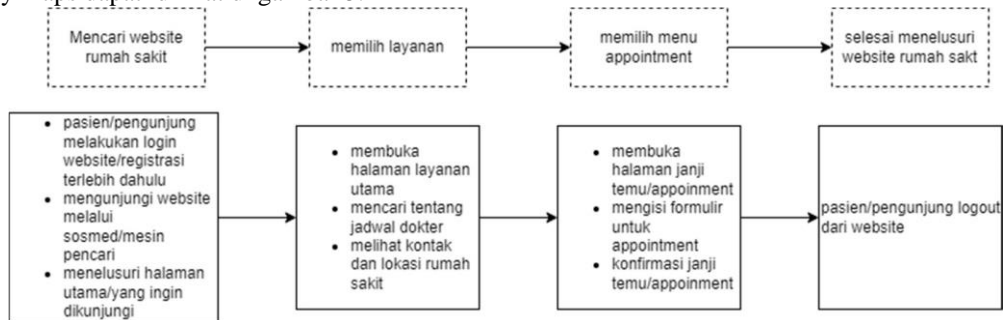 Mencari website
rumah sakit
memilih layanan
memilih menu
appointment
selesai menelusuri
website rumah sakt
• pasien/pengunjung
melakukan login
website/registrasi
terlebih dahulu
• mengunjungi website
melalui
sosmed/mesin
pencari
• menelusuri halaman
utama/yang ingin
dikunjungi
• membuka
halaman layanan
utama
• mencari tentang
jadwal dokter
• melihat kontak
dan lokasi rumah
sakit
• membuka
halaman janji
temu/appoinment
• mengisi formulir
untuk
appointment
• konfirmasi janji
temu/appoinment
pasien/pengunjung logout
dari website